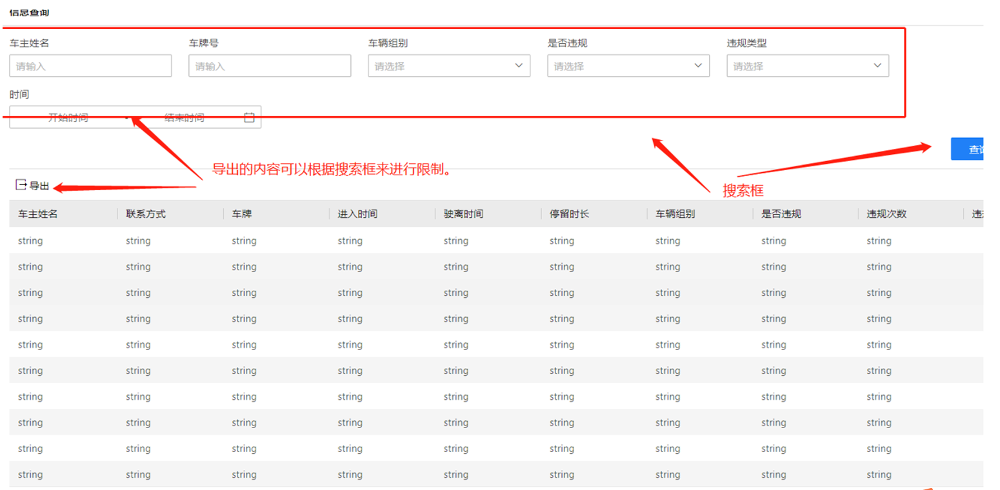 信息查询
车主姓名 车牌号 车辆组别 是否违规 违规类型
请输入 请输入 请选择 请选择 请选择
时间
开始时间 - 结束时间
查询
导出的内容可以根据搜索框来进行限制。
导出
搜索框
车主姓名 联系方式 车牌 进入时间 驶离时间 停留时长 车辆组别 是否违规 违规次数 违
string string string string string string string string string
string string string string string string string string string
string string string string string string string string string
string string string string string string string string string
string string string string string string string string string
string string string string string string string string string
string string string string string string string string string
string string string string string string string string string
string string string string string string string string string
string string string string string string string string string